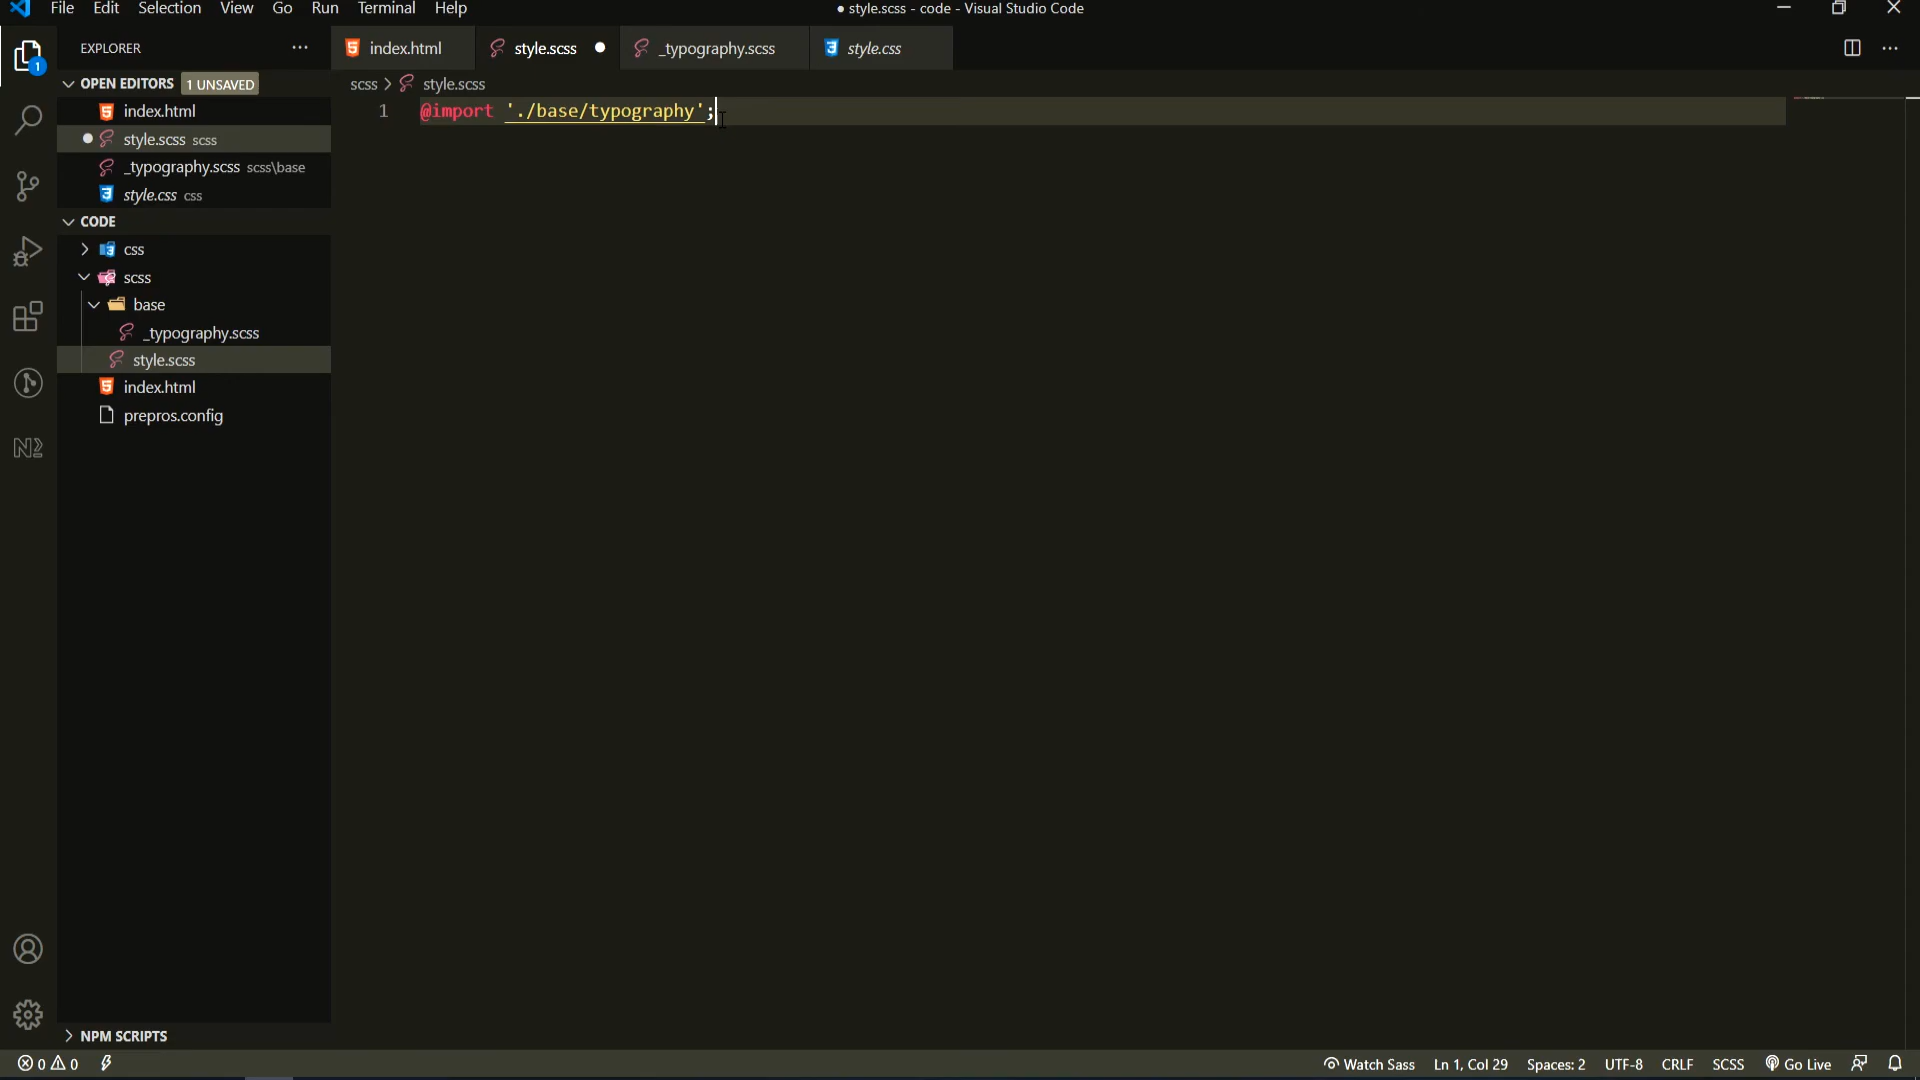 File Edit Selection View Go Run Terminal Help
● style.scss - code - Visual Studio Code
EXPLORER
index.html
style.scss
_typography.scss
style.css
OPEN EDITORS 1 UNSAVED
scss > style.scss
1 @import './base/typography';
index.html
style.scss scss
_typography.scss scss\base
style.css css
CODE
css
scss
base
_typography.scss
style.scss
index.html
prepros.config
NPM SCRIPTS
1
0 0
Watch Sass Ln 1, Col 29 Spaces: 2 UTF-8 CRLF SCSS Go Live